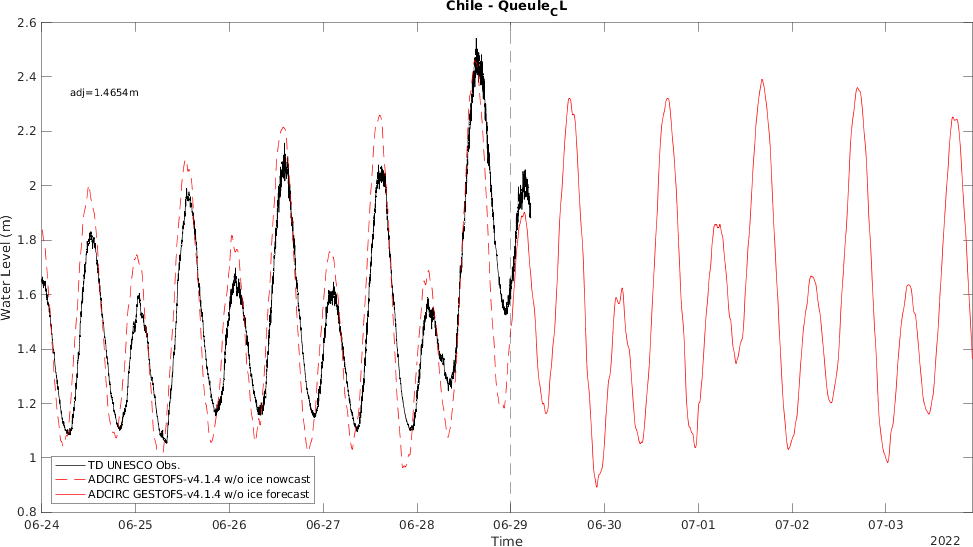 Chile - Queule_CL
adj=1.4654m
Water Level (m)
2.6
2.4
2.2
2
1.8
1.6
1.4
1.2
1
0.8
TD UNESCO Obs.
ADCIRC GESTOFS-v4.1.4 w/o ice nowcast
ADCIRC GESTOFS-v4.1.4 w/o ice forecast
06-24 06-25 06-26 06-27 06-28 06-29 06-30 07-01 07-02 07-03
Time
2022